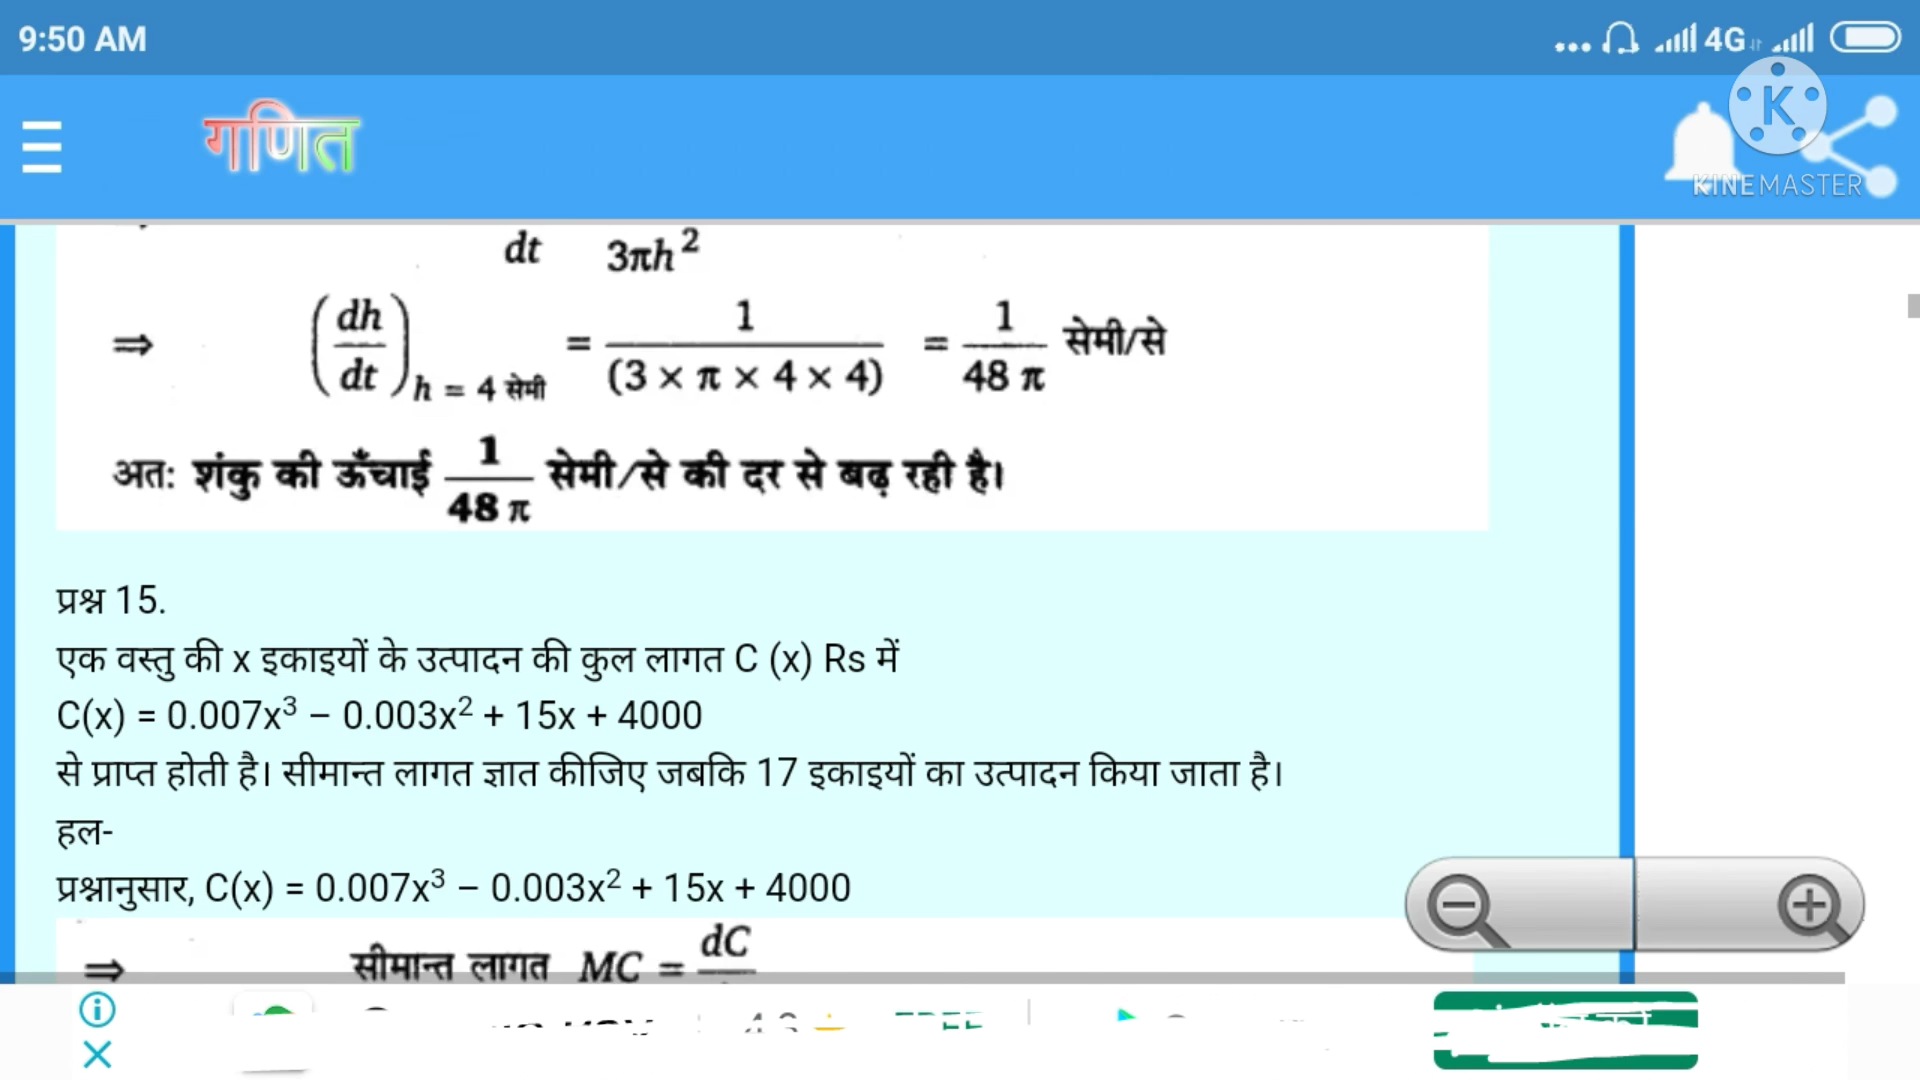 9:50 AM
4G
गणित
KINEMASTER
dt 3πh²
⇒ (dh/dt) h = 4 सेमी = 1/(3 × π × 4 × 4) = 1/48 π सेमी/से
अतः शंकु की ऊँचाई 1/48 π सेमी/से की दर से बढ़ रही है।
प्रश्न 15.
एक वस्तु की x इकाइयों के उत्पादन की कुल लागत C (x) Rs में
C(x) = 0.007x³ – 0.003x² + 15x + 4000
से प्राप्त होती है। सीमान्त लागत ज्ञात कीजिए जबकि 17 इकाइयों का उत्पादन किया जाता है।
हल-
प्रश्नानुसार, C(x) = 0.007x³ – 0.003x² + 15x + 4000
⇒ सीमान्त लागत MC = dC